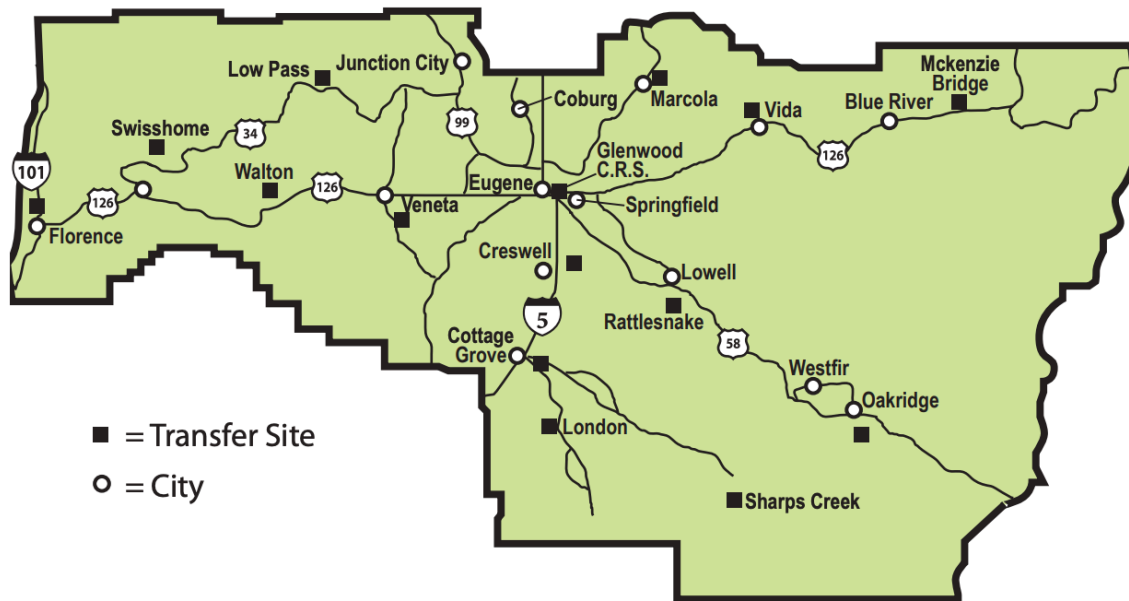 Low Pass
Junction City
Coburg
Marcola
Vida
Blue River
Mckenzie
Bridge
Swisshome
34
99
Glenwood
C.R.S.
126
101
Walton
126
Eugene
Springfield
126
Florence
Veneta
Creswell
Lowell
5
Rattlesnake
Cottage
Grove
58
Westfir
Oakridge
London
= Transfer Site
= City
Sharps Creek